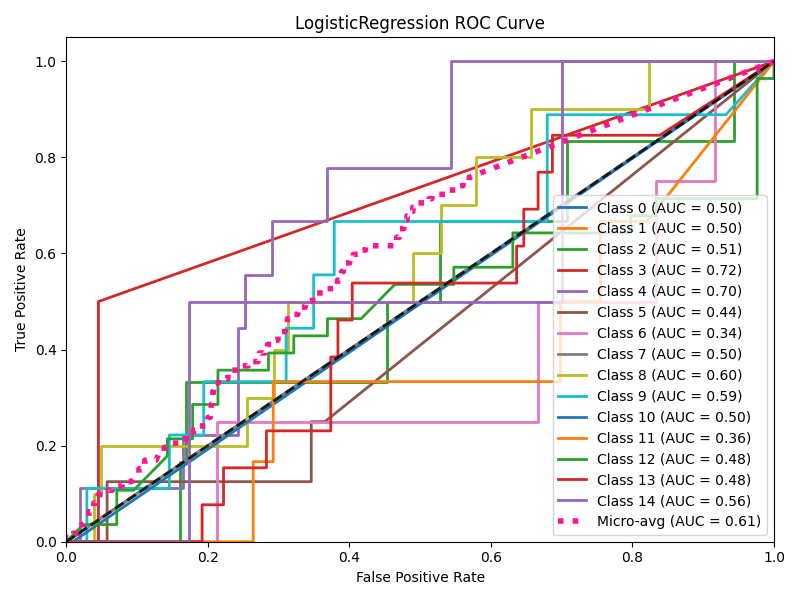 LogisticRegression ROC Curve
True Positive Rate
1.0
0.8
0.6
0.4
0.2
0.0
Class 0 (AUC = 0.50)
Class 1 (AUC = 0.50)
Class 2 (AUC = 0.51)
Class 3 (AUC = 0.72)
Class 4 (AUC = 0.70)
Class 5 (AUC = 0.44)
Class 6 (AUC = 0.34)
Class 7 (AUC = 0.50)
Class 8 (AUC = 0.60)
Class 9 (AUC = 0.59)
Class 10 (AUC = 0.50)
Class 11 (AUC = 0.36)
Class 12 (AUC = 0.48)
Class 13 (AUC = 0.48)
Class 14 (AUC = 0.56)
Micro-avg (AUC = 0.61)
0.0 0.2 0.4 0.6 0.8 1.0
False Positive Rate